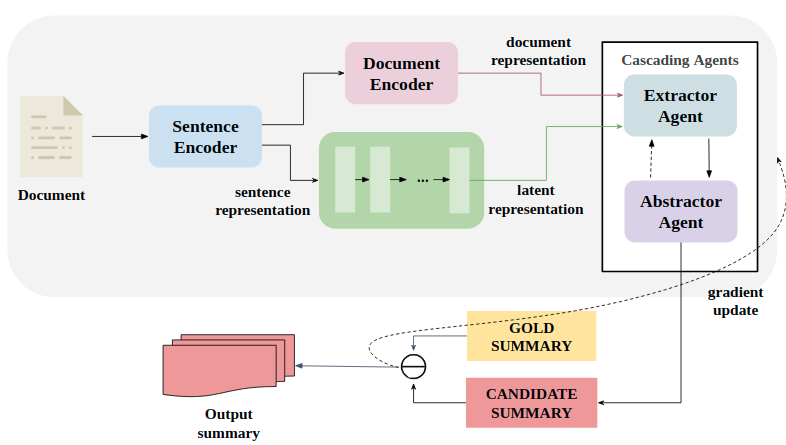 Document
Sentence
Encoder
Document
Encoder
sentence
representation
...
document
representation
latent
representation
Cascading Agents
Extractor
Agent
Abstractor
Agent
gradient
update
GOLD
SUMMARY
CANDIDATE
SUMMARY
Output
summary